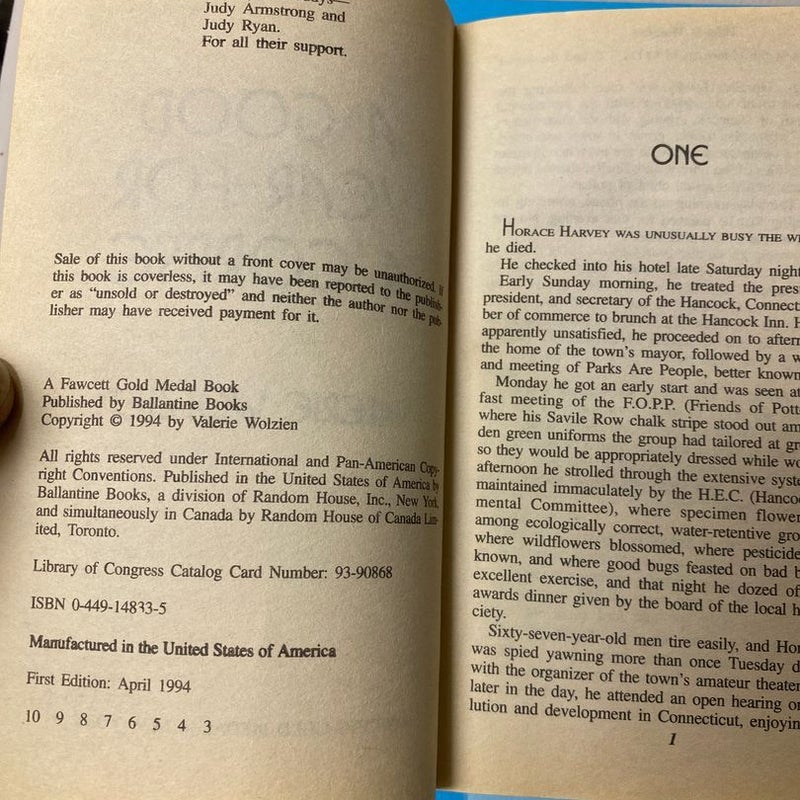 Judy Armstrong and
Judy Ryan.
For all their support.
Sale of this book without a front cover may be unauthorized. If
this book is coverless, it may have been reported to the publish-
er as “unsold or destroyed” and neither the author nor the pub-
lisher may have received payment for it.
A Fawcett Gold Medal Book
Published by Ballantine Books
Copyright © 1994 by Valerie Wolzien
All rights reserved under International and Pan-American Copy-
right Conventions. Published in the United States of America by
Ballantine Books, a division of Random House, Inc., New York,
and simultaneously in Canada by Random House of Canada Lim-
ited, Toronto.
Library of Congress Catalog Card Number: 93-90868
ISBN 0-449-14833-5
Manufactured in the United States of America
First Edition: April 1994
10 9 8 7 6 5 4 3
ONE
HORACE HARVEY WAS UNUSUALLY BUSY THE
he died.
He checked into his hotel late Saturday night
Early Sunday morning, he treated the
president, and secretary of the Hancock,
ber of commerce to brunch at the Hancock Inn.
apparently unsatisfied, he proceeded on to
the home of the town's mayor, followed by a
and meeting of Parks Are People, better known
Monday he got an early start and was seen at
fast meeting of the F.O.P.P. (Friends of
where his Savile Row chalk stripe stood out
den green uniforms the group had tailored at
so they would be appropriately dressed while
afternoon he strolled through the extensive
maintained immaculately by the H.E.C.
mental Committee), where specimen
among ecologically correct, water-retentive
where wildflowers blossomed, where
known, and where good bugs feasted on bad
excellent exercise, and that night he dozed
awards dinner given by the board of the local
ciety.
Sixty-seven-year-old men tire easily, and
was spied yawning more than once Tuesday
with the organizer of the town's amateur
later in the day, he attended an open hearing
lution and development in Connecticut,
1